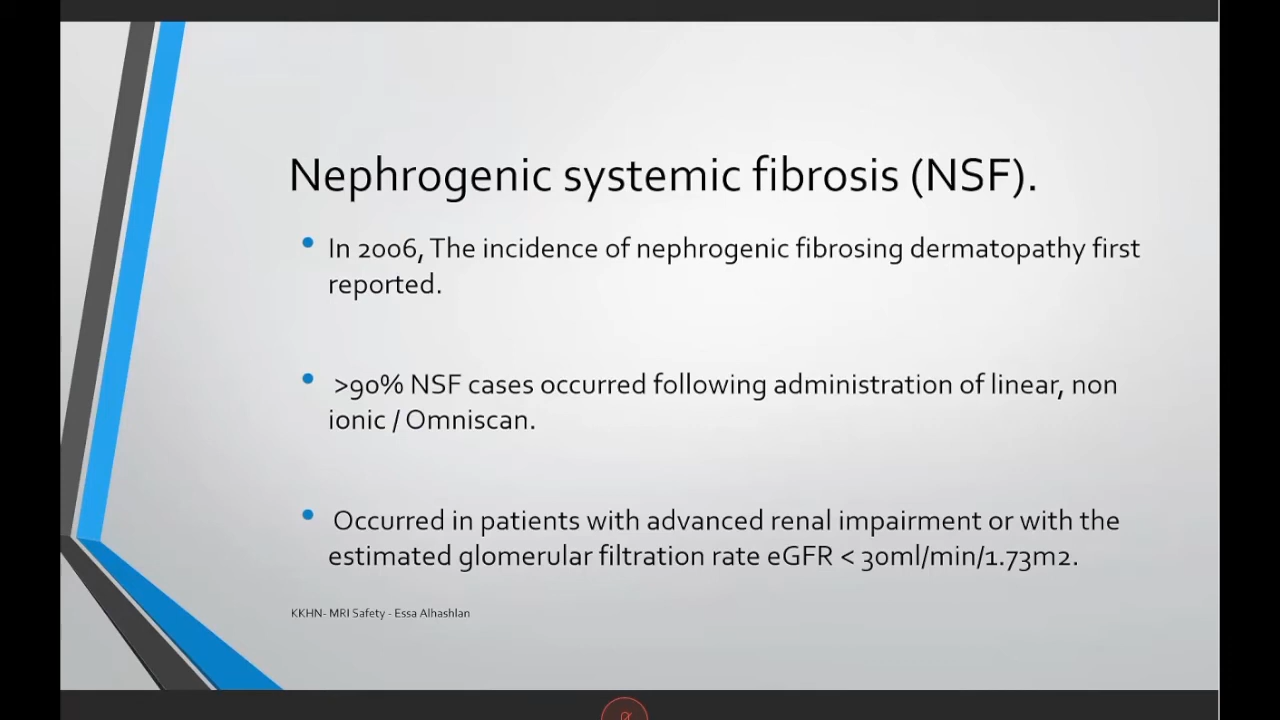 Nephrogenic systemic fibrosis (NSF).
• In 2006, The incidence of nephrogenic fibrosing dermatopathy first
reported.
• >90% NSF cases occurred following administration of linear, non
ionic / Omniscan.
• Occurred in patients with advanced renal impairment or with the
estimated glomerular filtration rate eGFR < 30ml/min/1.73m2.
KKHN- MRI Safety - Essa Alhashlan